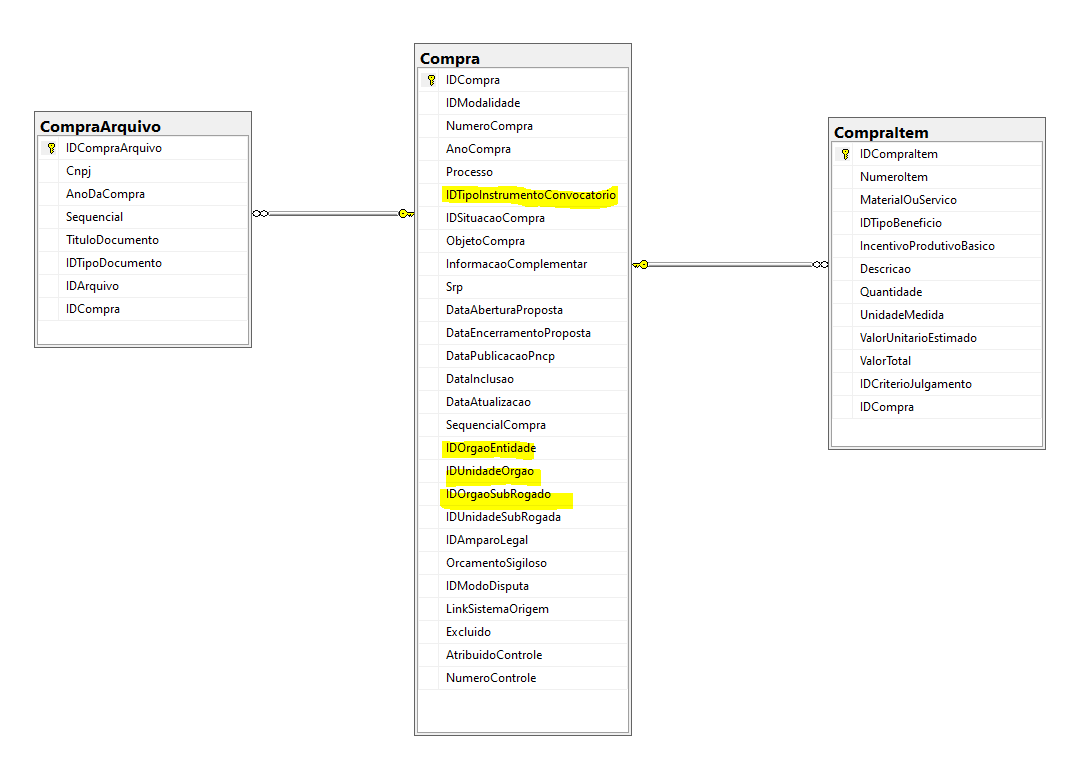 CompraArquivo
IDCompraArquivo
Cnpj
AnoDaCompra
Sequencial
TituloDocumento
IDTipoDocumento
IDArquivo
IDCompra
Compra
IDCompra
IDModalidade
NumeroCompra
AnoCompra
Processo
IDTipoInstrumentoConvocatorio
IDSituacaoCompra
ObjetoCompra
InformacaoComplementar
Srp
DataAberturaProposta
DataEncerramentoProposta
DataPublicacaoPncp
DataInclusao
DataAtualizacao
SequencialCompra
IDOrgaoEntidade
IDUnidadeOrgao
IDOrgaoSubRogado
IDUnidadeSubRogada
IDAmparoLegal
OrcamentoSigiloso
IDModoDisputa
LinkSistemaOrigem
Excluido
AtribuidoControle
NumeroControle
CompraItem
IDCompraItem
NumeroItem
MaterialOuServico
IDTipoBeneficio
IncentivoProdutivoBasico
Descricao
Quantidade
UnidadeMedida
ValorUnitarioEstimado
ValorTotal
IDCriterioJulgamento
IDCompra